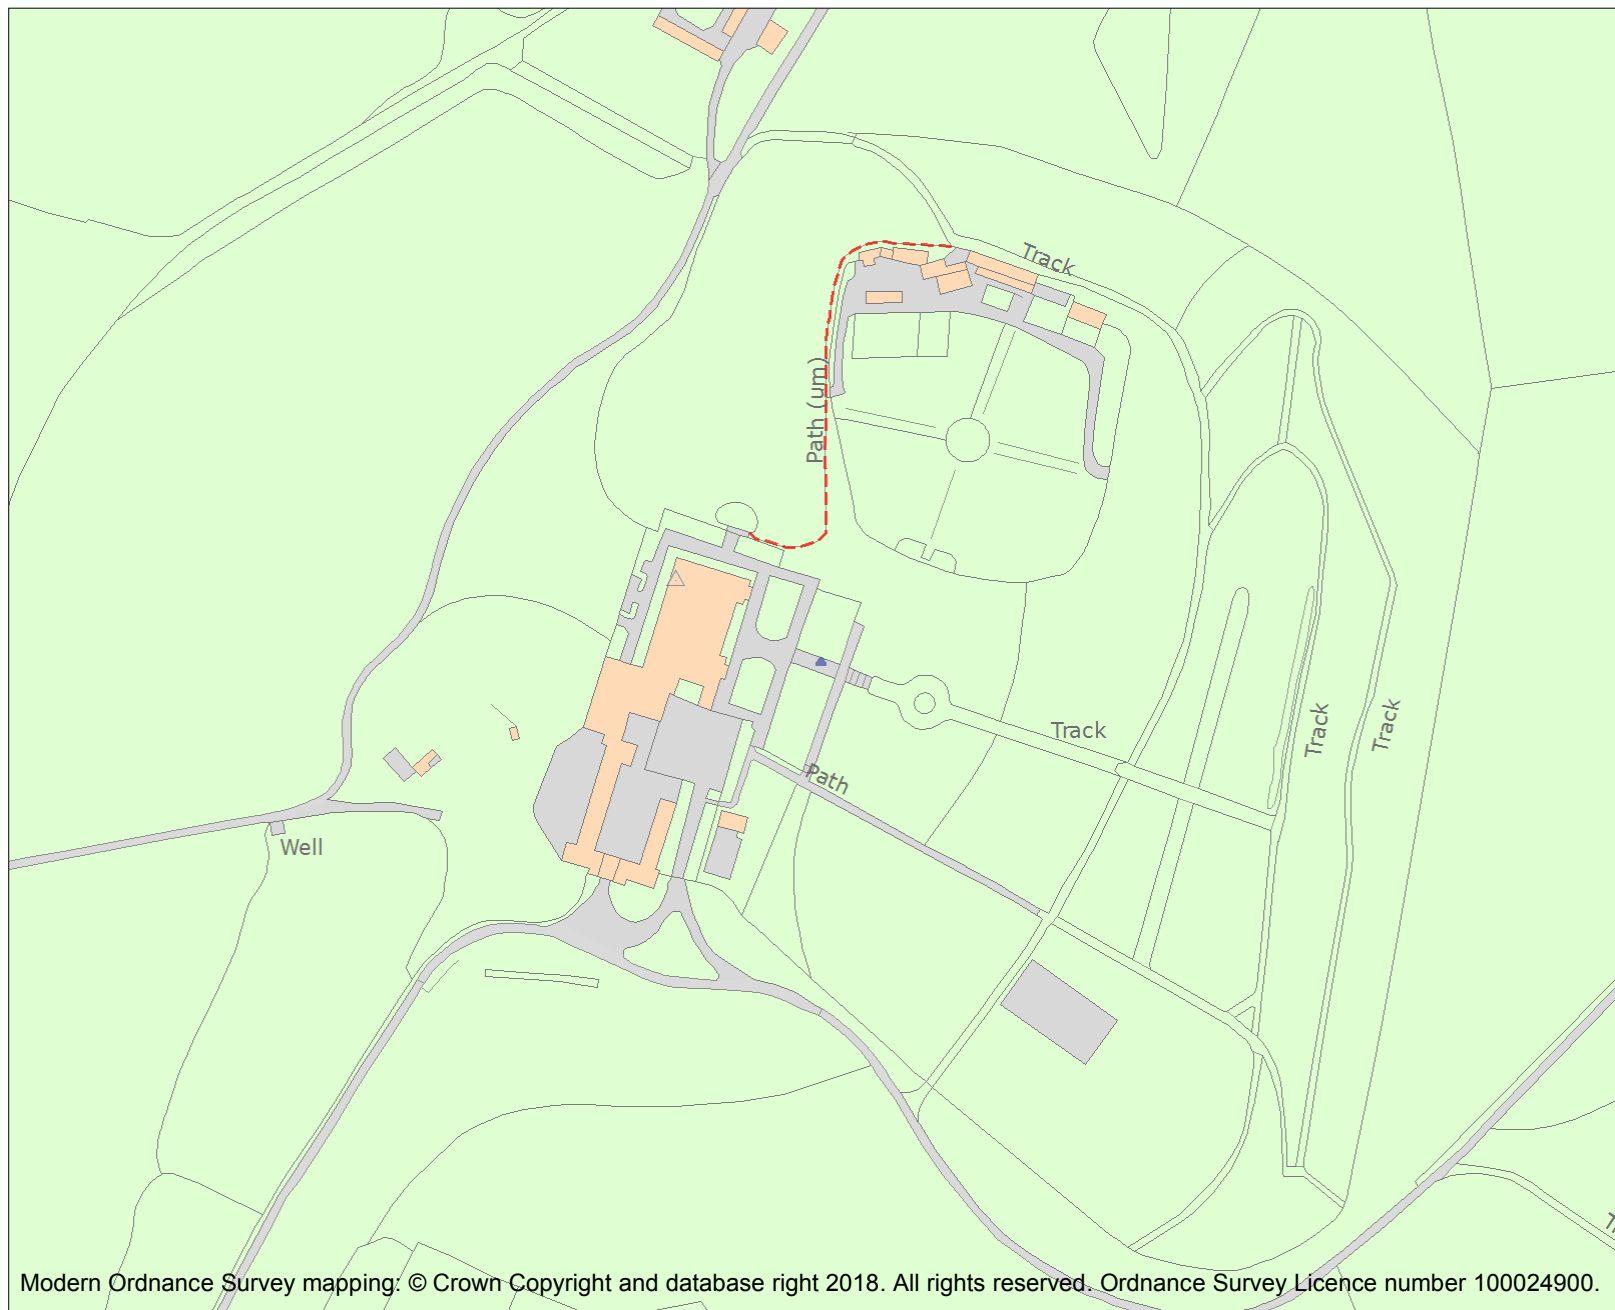 Track
Path (um)
Track
Track
Track
Path
Well
Modern Ordnance Survey mapping: © Crown Copyright and database right 2018. All rights reserved. Ordnance Survey Licence number 100024900.